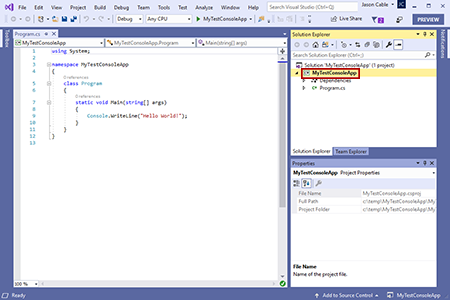 File Edit View Project Build Debug Team Tools Test Analyze Window Help
Search Visual Studio (Ctrl+Q)
Jason Cable
Debug Any CPU MyTestConsoleApp
Live Share
PREVIEW
Toolbox
Program.cs
MyTestConsoleApp MyTestConsoleApp.Program Main(string[] args)
1 using System;
2
3 namespace MyTestConsoleApp
4 {
0 references
5 class Program
6 {
0 references
7 static void Main(string[] args)
8 {
9 Console.WriteLine("Hello World!");
10 }
11 }
12 }
13
100 %
Solution Explorer
Search Solution Explorer (Ctrl+;)
Solution 'MyTestConsoleApp' (1 project)
MyTestConsoleApp
Dependencies
Program.cs
Solution Explorer Team Explorer
Properties
MyTestConsoleApp Project Properties
File Name MyTestConsoleApp.csproj
Full Path c:\temp\MyTestConsoleApp\My
Project Folder c:\temp\MyTestConsoleApp\My
File Name
Name of the project file.
Notifications
Ready
Add to Source Control
MyTestConsoleApp